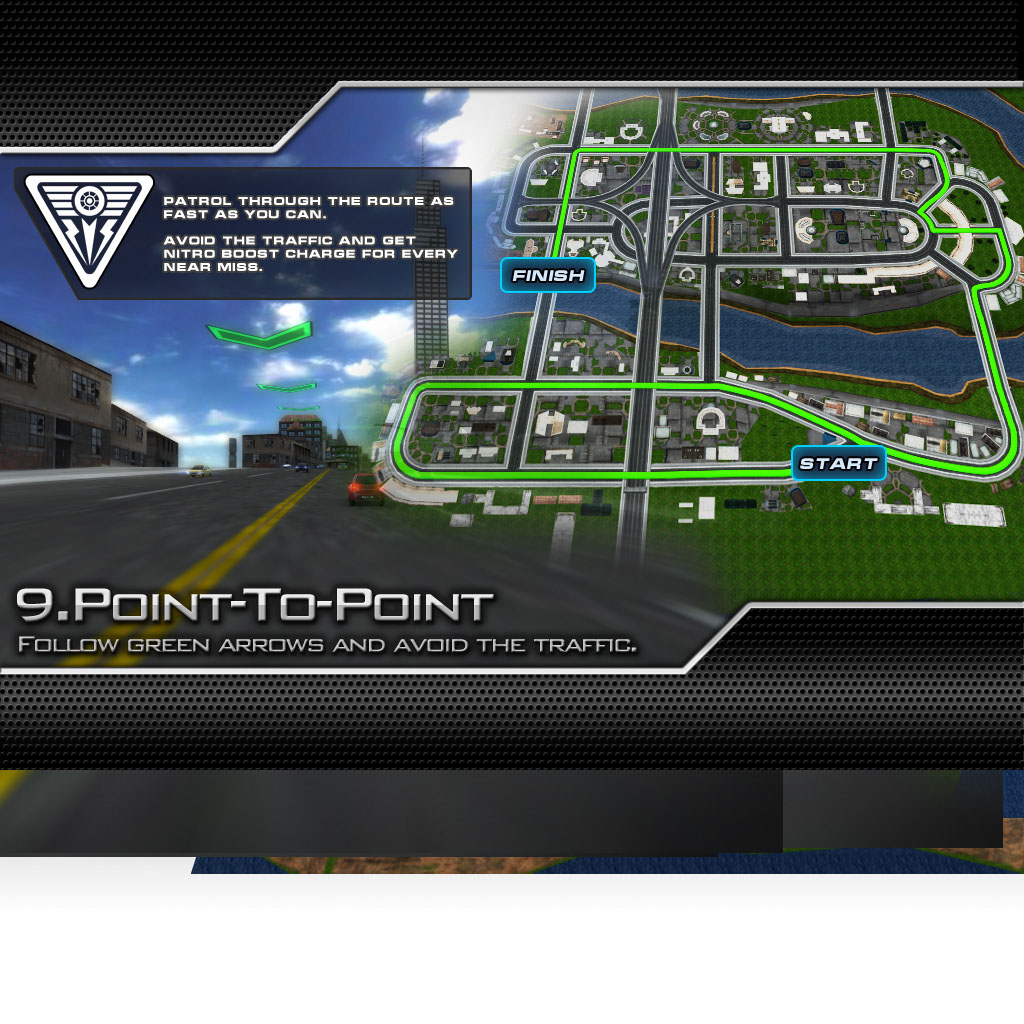 PATROL THROUGH THE ROUTE AS
FAST AS YOU CAN.
AVOID THE TRAFFIC AND GET
NITRO BOOST CHARGE FOR EVERY
NEAR MISS.
FINISH
START
9.POINT-TO-POINT
FOLLOW GREEN ARROWS AND AVOID THE TRAFFIC.